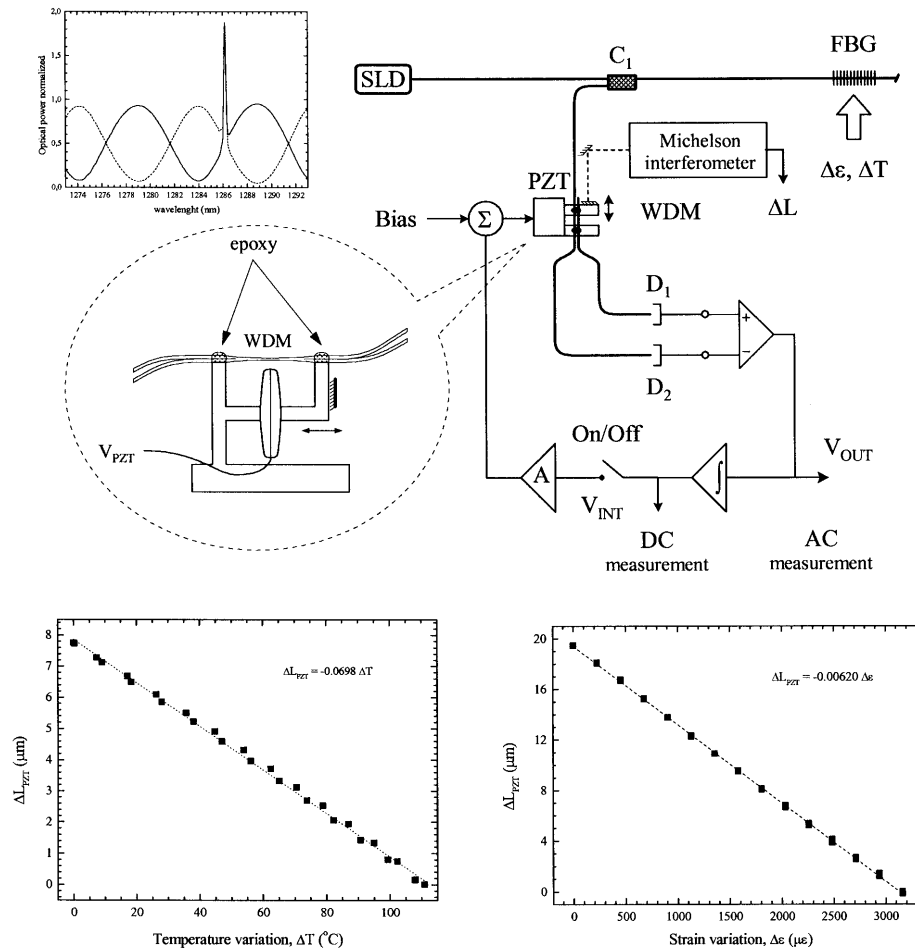 2,0
1,5
1,0
0,5
0,0
Optical power normalized
1274 1276 1278 1280 1282 1284 1286 1288 1290 1292
wavelenght (nm)
SLD
C1
FBG
Δε, ΔT
Michelson
interferometer
ΔL
PZT
WDM
Bias
Σ
epoxy
WDM
VPZT
D1
D2
+
−
On/Off
A
VINT
∫
VOUT
DC
measurement
AC
measurement
8
7
6
5
4
3
2
1
0
ΔLPZT (μm)
ΔLPZT = -0.0698 ΔT
0 20 40 60 80 100
Temperature variation, ΔT (°C)
20
16
12
8
4
0
ΔLPZT (μm)
ΔLPZT = -0.00620 Δε
0 500 1000 1500 2000 2500 3000
Strain variation, Δε (με)